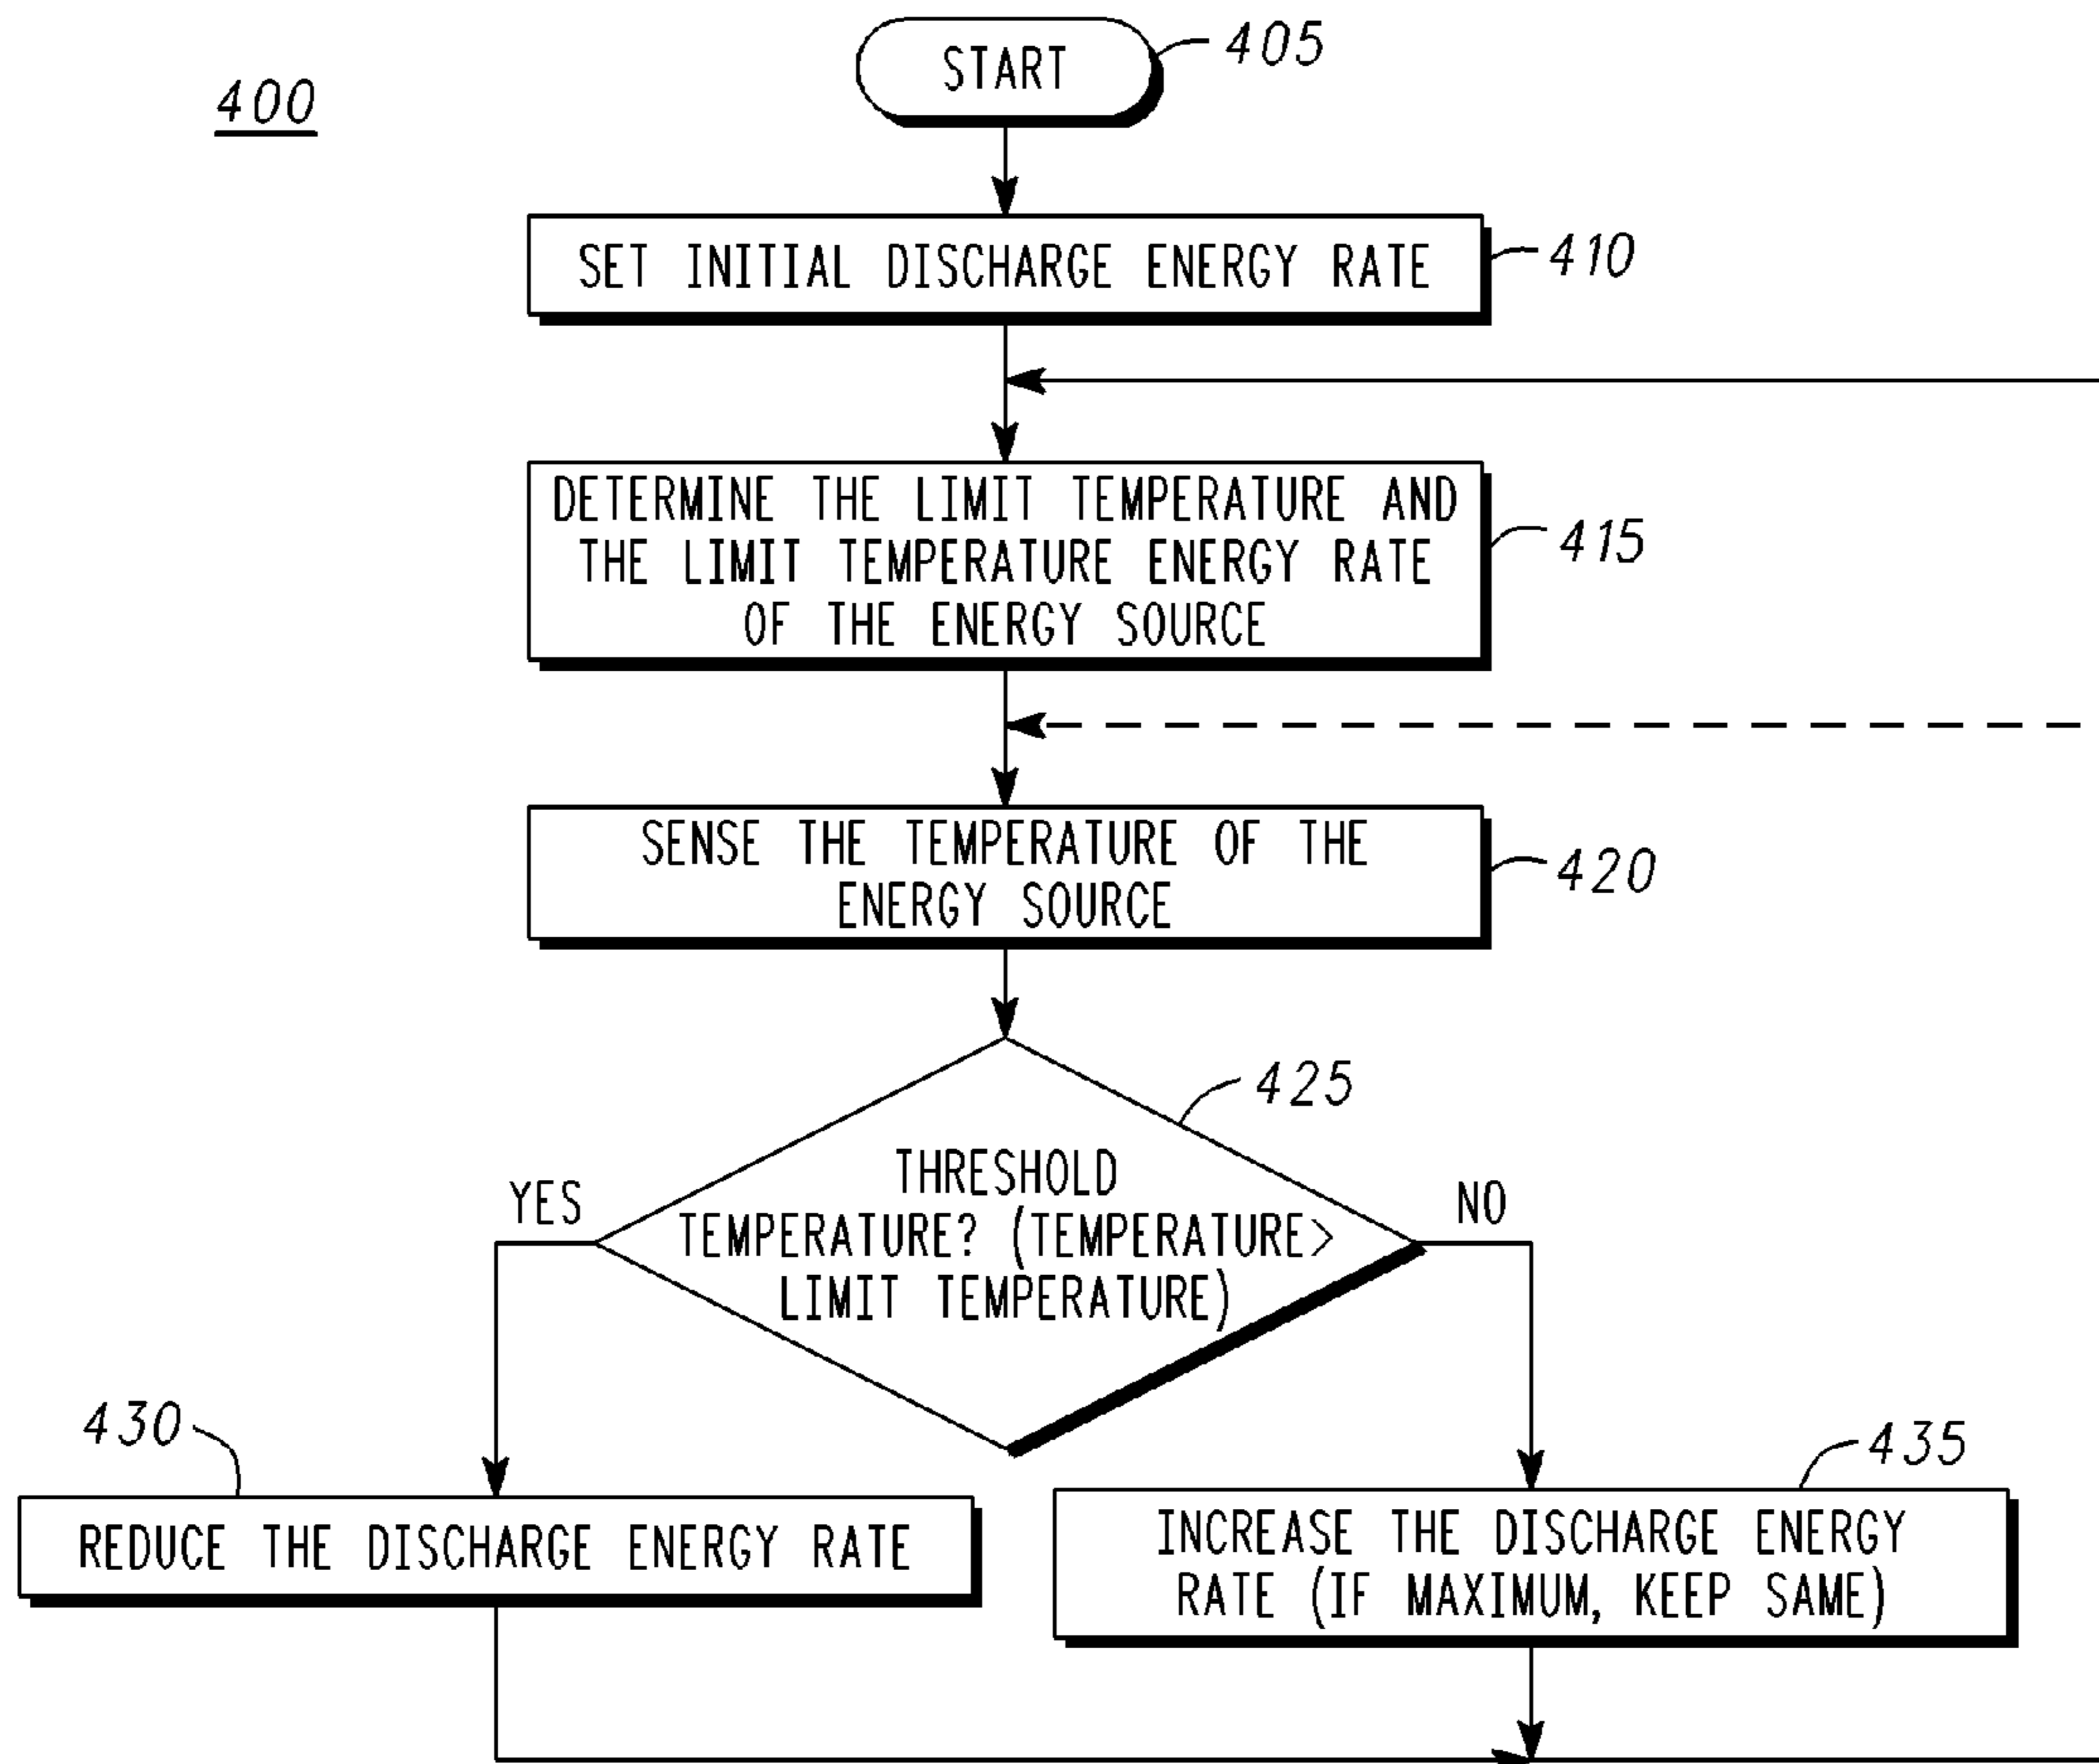 400
START
405
SET INITIAL DISCHARGE ENERGY RATE
410
DETERMINE THE LIMIT TEMPERATURE AND
THE LIMIT TEMPERATURE ENERGY RATE
OF THE ENERGY SOURCE
415
SENSE THE TEMPERATURE OF THE
ENERGY SOURCE
420
425
THRESHOLD
TEMPERATURE? (TEMPERATURE>
LIMIT TEMPERATURE)
YES
NO
430
REDUCE THE DISCHARGE ENERGY RATE
435
INCREASE THE DISCHARGE ENERGY
RATE (IF MAXIMUM, KEEP SAME)